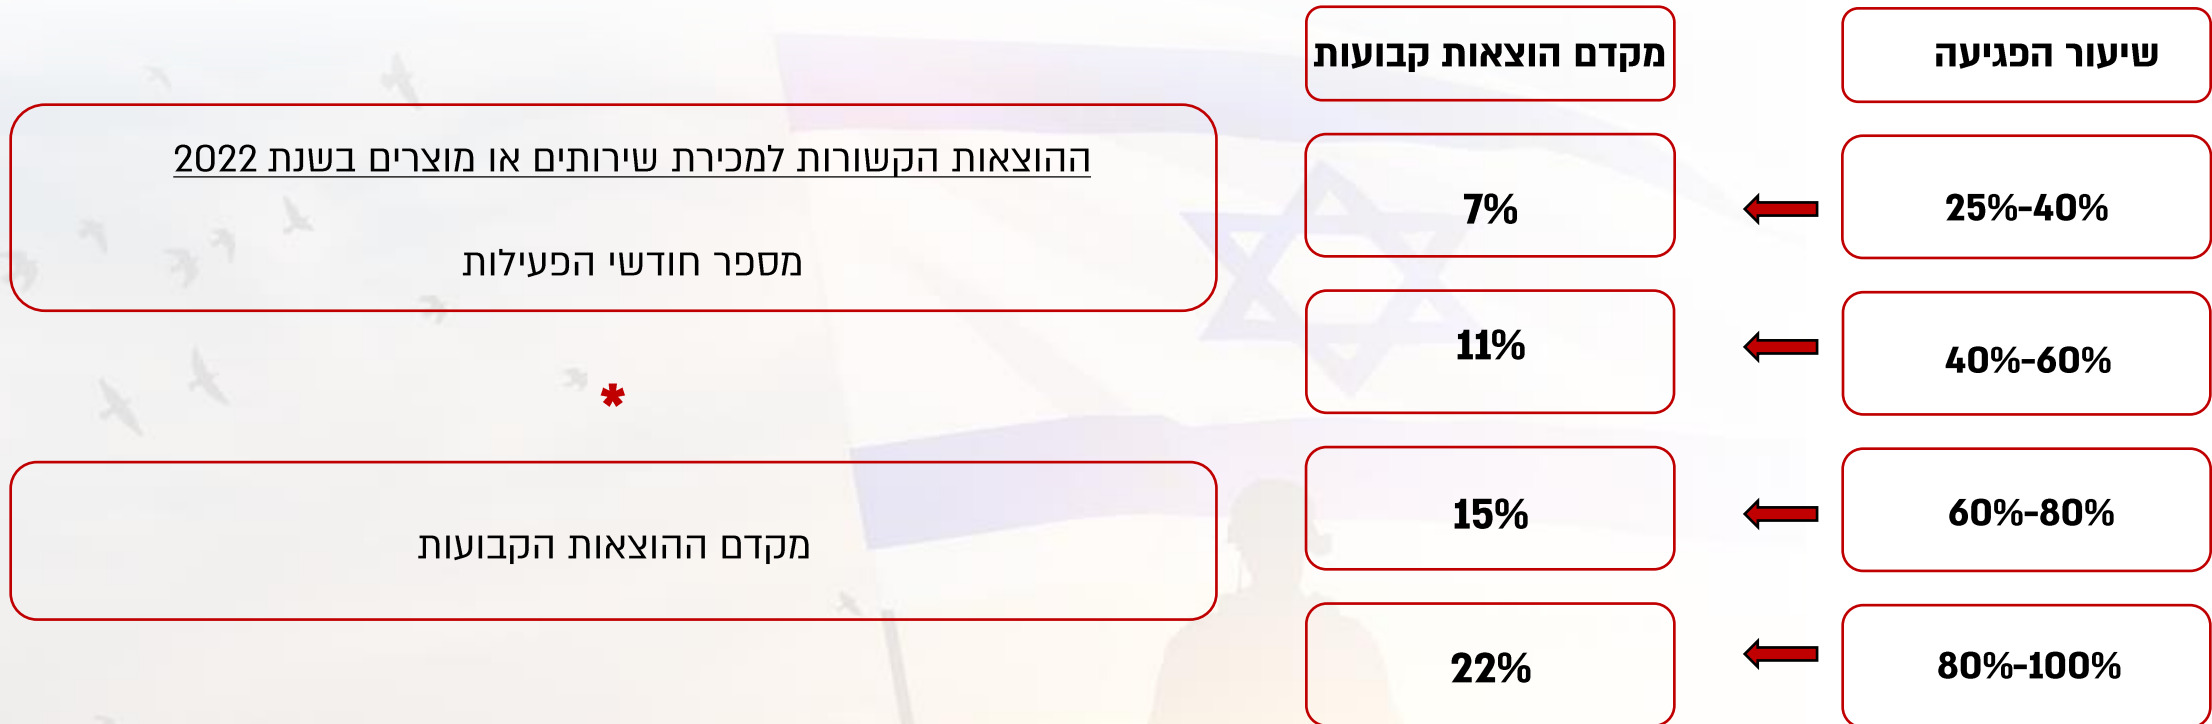 שיעור הפגיעה
מקדם הוצאות קבועות
25%-40%
7%
40%-60%
11%
60%-80%
15%
80%-100%
22%
ההוצאות הקשורות למכירת שירותים או מוצרים בשנת 2022
מספר חודשי הפעילות
*
מקדם ההוצאות הקבועות